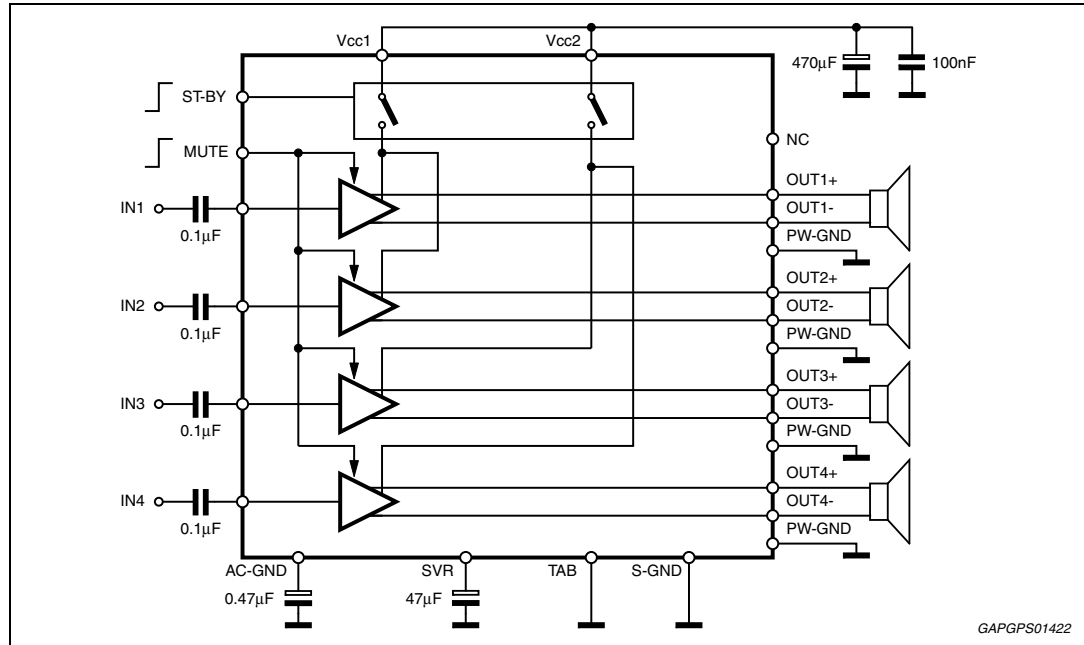 Vcc1
Vcc2
470µF
100nF
ST-BY
MUTE
NC
OUT1+
IN1
OUT1-
0.1µF
PW-GND
OUT2+
IN2
OUT2-
0.1µF
PW-GND
OUT3+
IN3
OUT3-
0.1µF
PW-GND
OUT4+
IN4
OUT4-
0.1µF
PW-GND
AC-GND
SVR
TAB
S-GND
0.47µF
47µF
GAPGPS01422